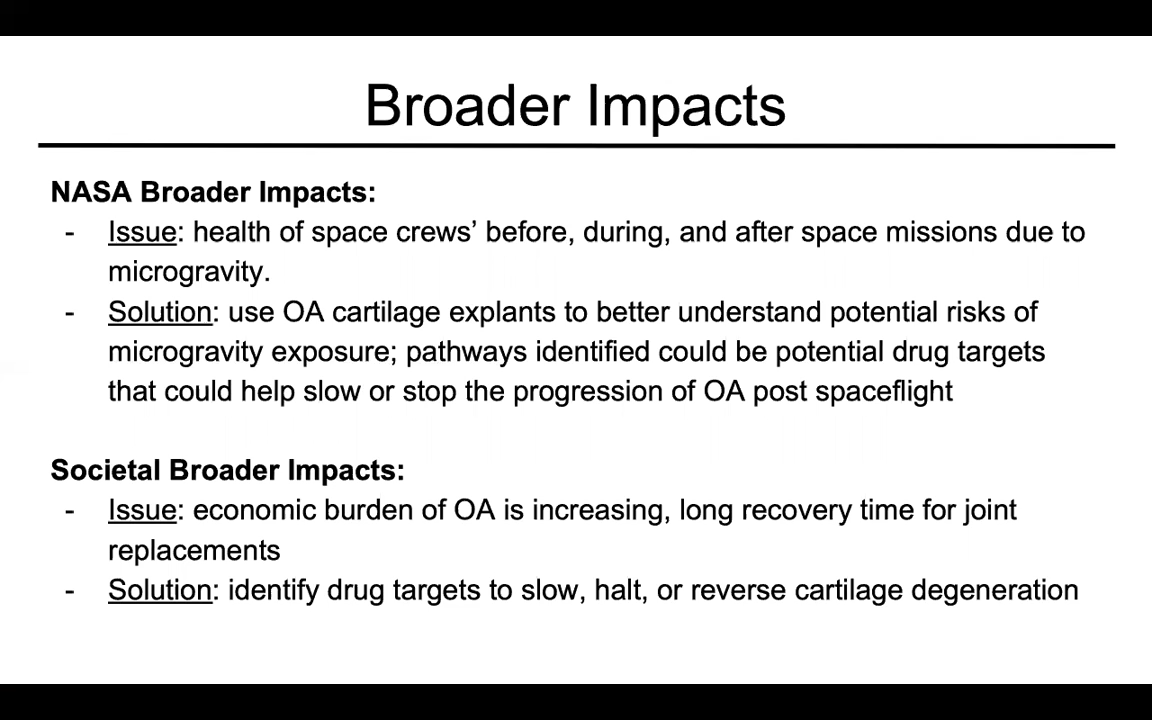 Broader Impacts
NASA Broader Impacts:
- Issue: health of space crews’ before, during, and after space missions due to
microgravity.
- Solution: use OA cartilage explants to better understand potential risks of
microgravity exposure; pathways identified could be potential drug targets
that could help slow or stop the progression of OA post spaceflight
Societal Broader Impacts:
- Issue: economic burden of OA is increasing, long recovery time for joint
replacements
- Solution: identify drug targets to slow, halt, or reverse cartilage degeneration